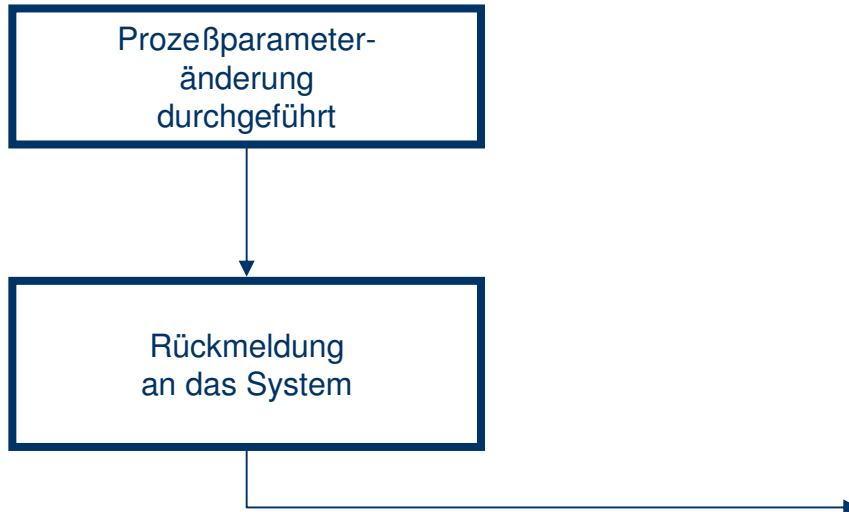 Prozeßparameter-
änderung
durchgeführt
Rückmeldung
an das System